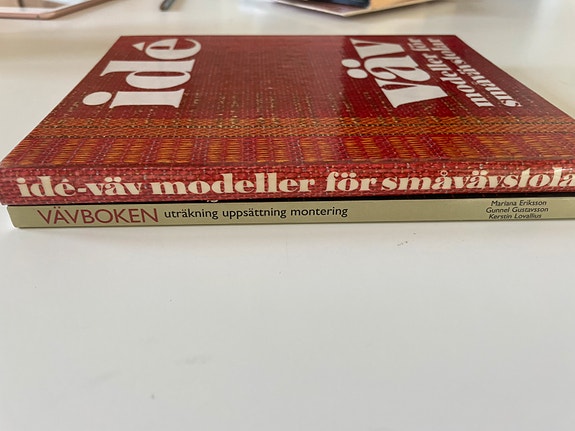 idé
väv
modeller för
småvävstolar
idé-väv modeller för småvävstola
VÄVBOKEN uträkning uppsättning montering
Mariana Eriksson
Gunnel Gustavsson
Kerstin Lovallius